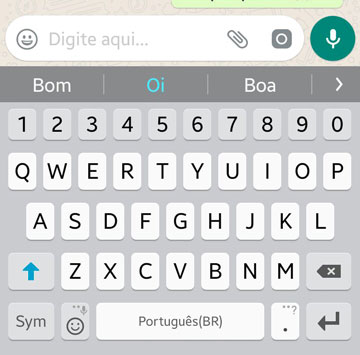 Digite aqui...
Bom Oi Boa
1 2 3 4 5 6 7 8 9 0
Q W E R T Y U I O P
A S D F G H J K L
Z X C V B N M
Sym Português(BR) . ?